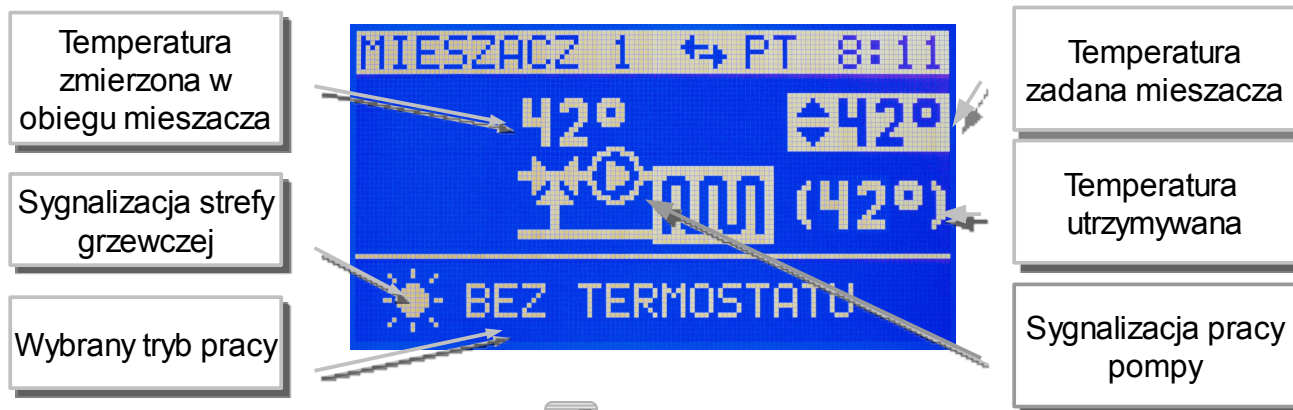 Temperatura
zmierzona w
obiegu mieszacza
Sygnalizacja strefy
grzewczej
Wybrany tryb pracy
MIESZACZ 1 PT 8:11
42° 42°
(42°)
BEZ TERMOSTATU
Temperatura
zadana mieszacza
Temperatura
utrzymywana
Sygnalizacja pracy
pompy